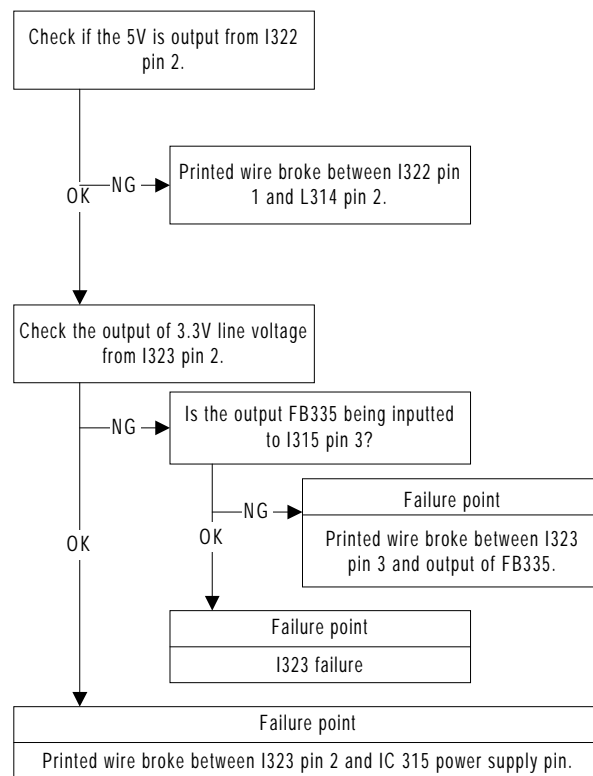 Check if the 5V is output from I322
pin 2.
NG
OK
Printed wire broke between I322 pin
1 and L314 pin 2.
Check the output of 3.3V line voltage
from I323 pin 2.
NG
Is the output FB335 being inputted
to I315 pin 3?
NG
OK
OK
Failure point
Printed wire broke between I323
pin 3 and output of FB335.
Failure point
I323 failure
Failure point
Printed wire broke between I323 pin 2 and IC 315 power supply pin.